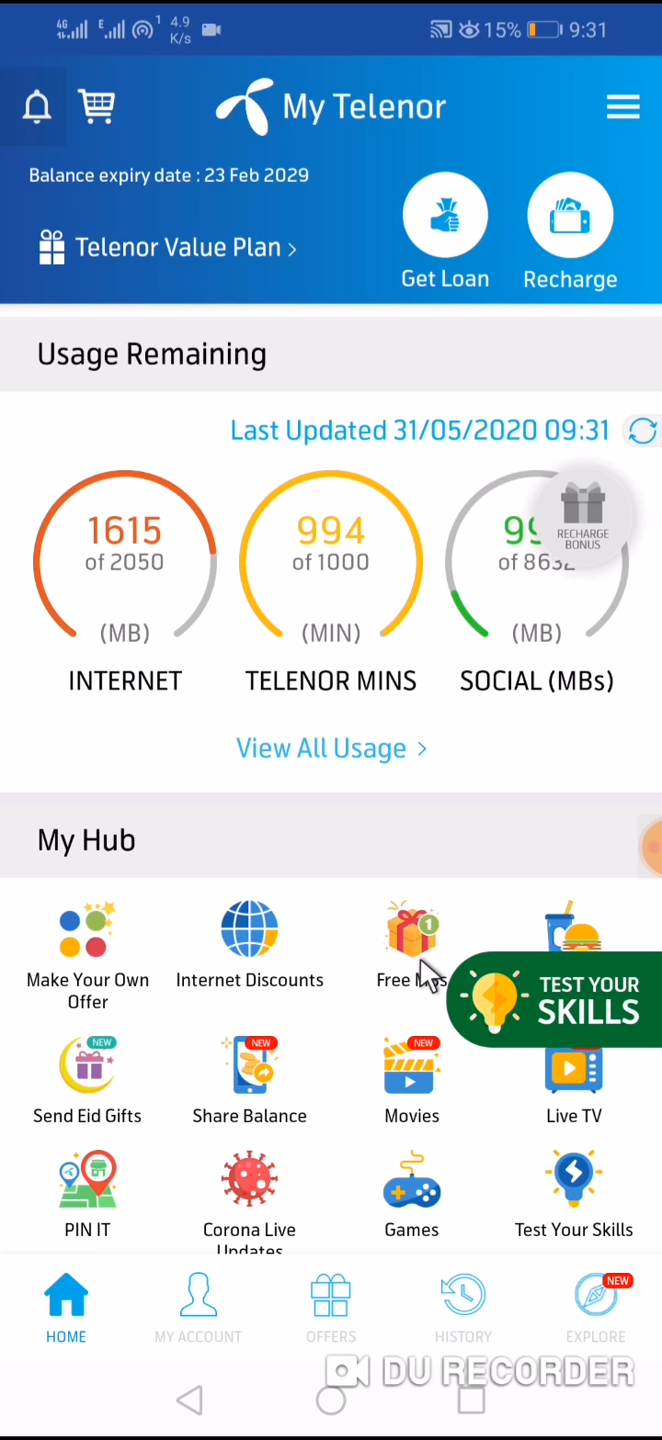 4G E 1 4.9 K/s 15% 9:31
My Telenor
Balance expiry date : 23 Feb 2029
Telenor Value Plan >
Get Loan Recharge
Usage Remaining
Last Updated 31/05/2020 09:31
1615 994
of 2050 of 1000 of
RECHARGE
BONUS
(MB) (MIN) (MB)
INTERNET TELENOR MINS SOCIAL (MBs)
View All Usage >
My Hub
1
Make Your Own
Offer
Internet Discounts
Free
TEST YOUR
SKILLS
NEW NEW NEW
Send Eid Gifts Share Balance Movies Live TV
PIN IT Corona Live
Updates
Games Test Your Skills
NEW
HOME MY ACCOUNT OFFERS HISTORY EXPLORE
DU RECORDER